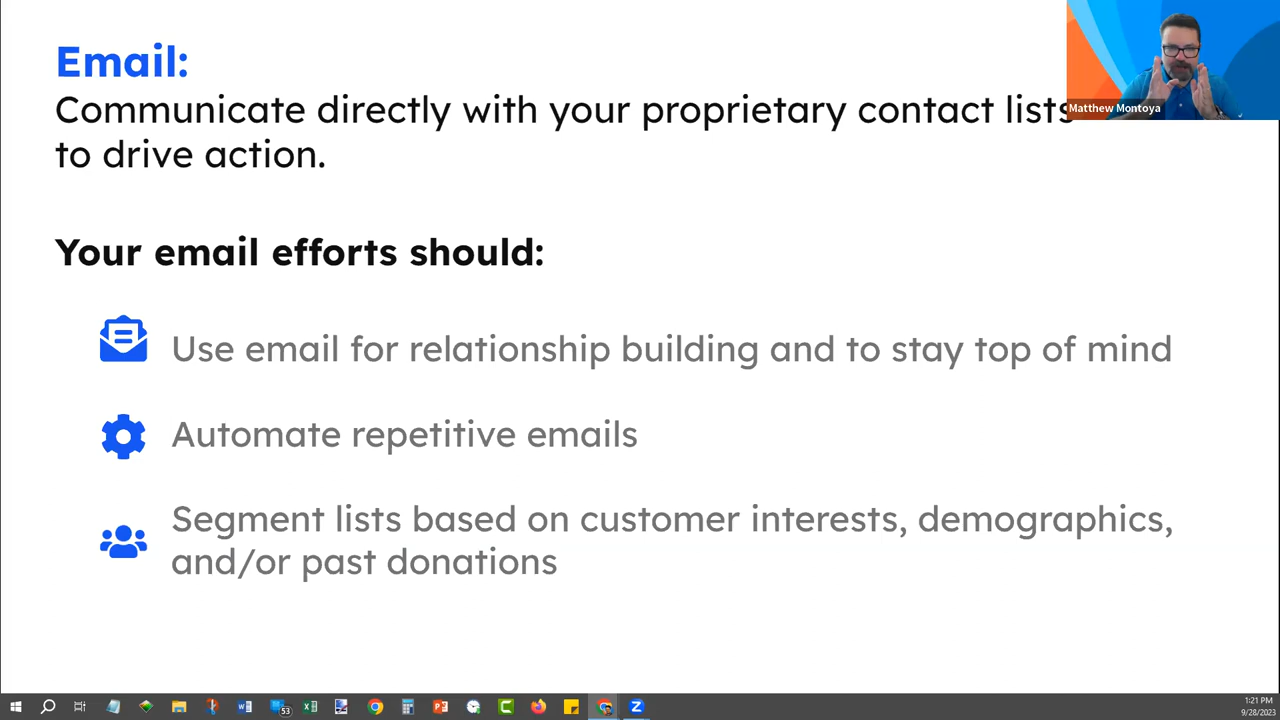 Email:
Communicate directly with your proprietary contact lists
to drive action.
Matthew Montoya
Your email efforts should:
Use email for relationship building and to stay top of mind
Automate repetitive emails
Segment lists based on customer interests, demographics,
and/or past donations
53
1:21 PM
9/28/2023